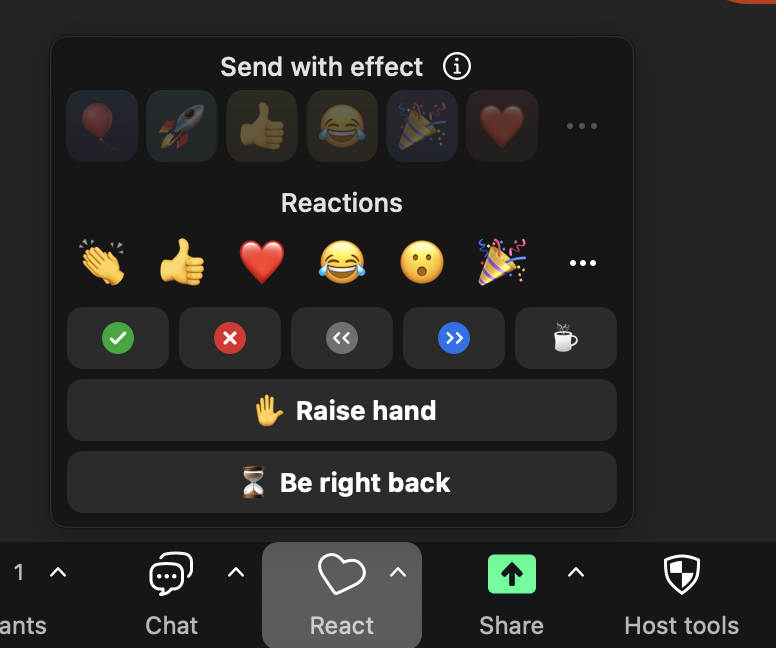 Send with effect
Reactions
Raise hand
Be right back
1
ants
Chat
React
Share
Host tools